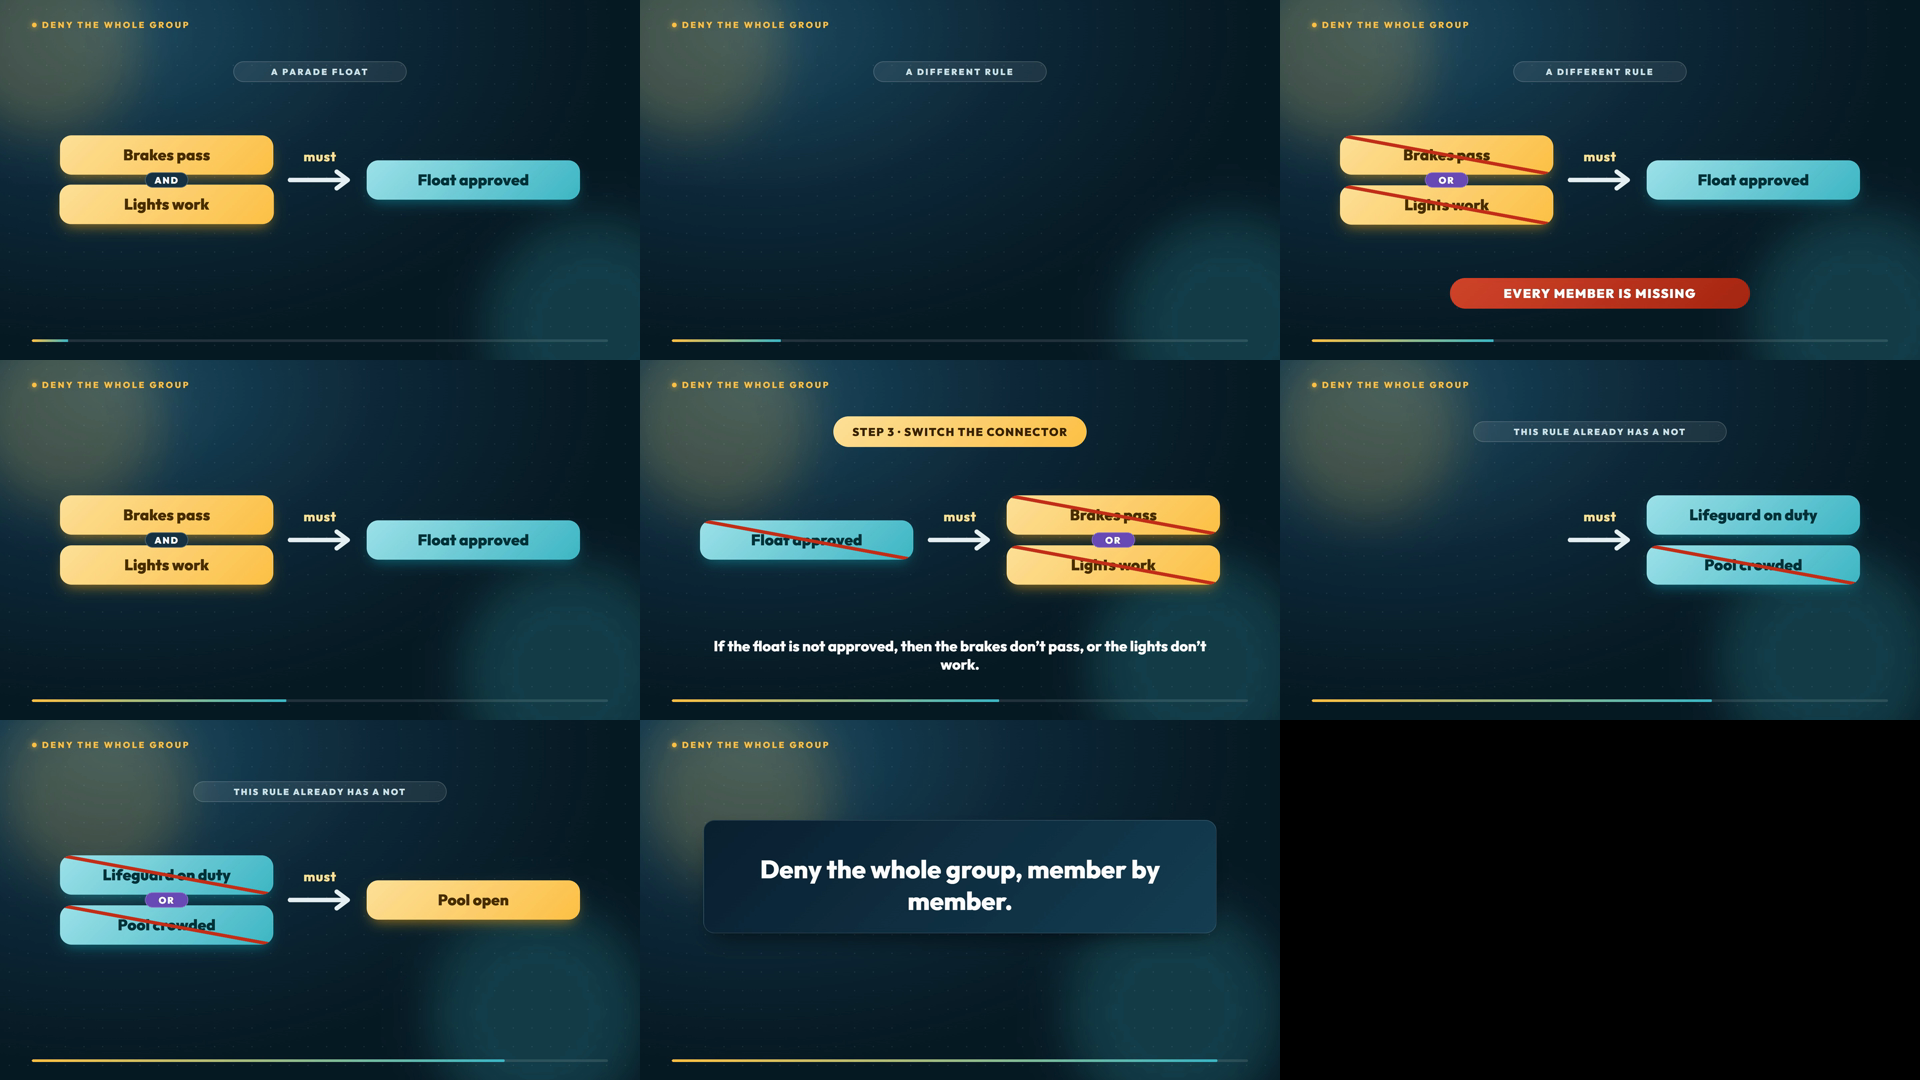 DENY THE WHOLE GROUP
A PARADE FLOAT
Brakes pass
AND
Lights work
must
Float approved
DENY THE WHOLE GROUP
A DIFFERENT RULE
DENY THE WHOLE GROUP
A DIFFERENT RULE
Brakes pass
OR
Lights work
must
Float approved
EVERY MEMBER IS MISSING
DENY THE WHOLE GROUP
Brakes pass
AND
Lights work
must
Float approved
DENY THE WHOLE GROUP
STEP 3 · SWITCH THE CONNECTOR
Float approved
must
Brakes pass
OR
Lights work
If the float is not approved, then the brakes don’t pass, or the lights don’t
work.
DENY THE WHOLE GROUP
THIS RULE ALREADY HAS A NOT
must
Lifeguard on duty
Pool crowded
DENY THE WHOLE GROUP
THIS RULE ALREADY HAS A NOT
Lifeguard on duty
OR
Pool crowded
must
Pool open
DENY THE WHOLE GROUP
Deny the whole group, member by
member.